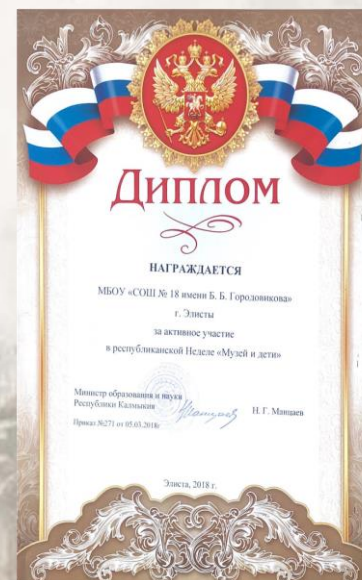 Диплом
НАГРАЖДАЕТСЯ
МБОУ «СОШ № 18 имени Б. Б. Городовикова»
г. Элисты
за активное участие
в республиканской Неделе «Музей и дети»
Министр образования и науки
Республики Калмыкия
Н. Г. Манцаев
Приказ №271 от 05.03.2018г
Элиста, 2018 г.